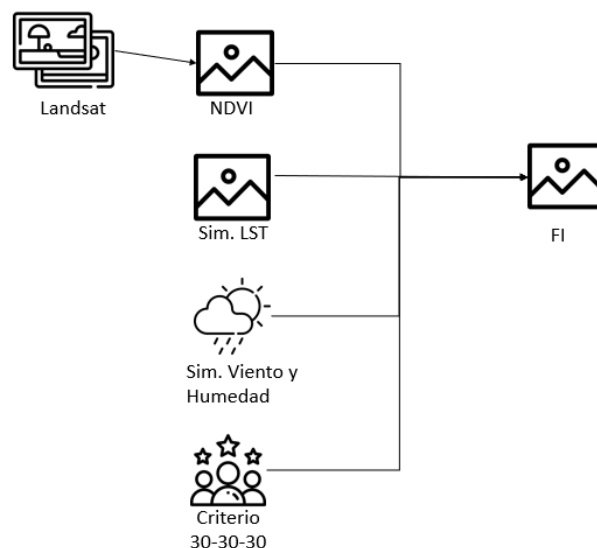 Landsat
NDVI
Sim. LST
FI
Sim. Viento y
Humedad
Criterio
30-30-30